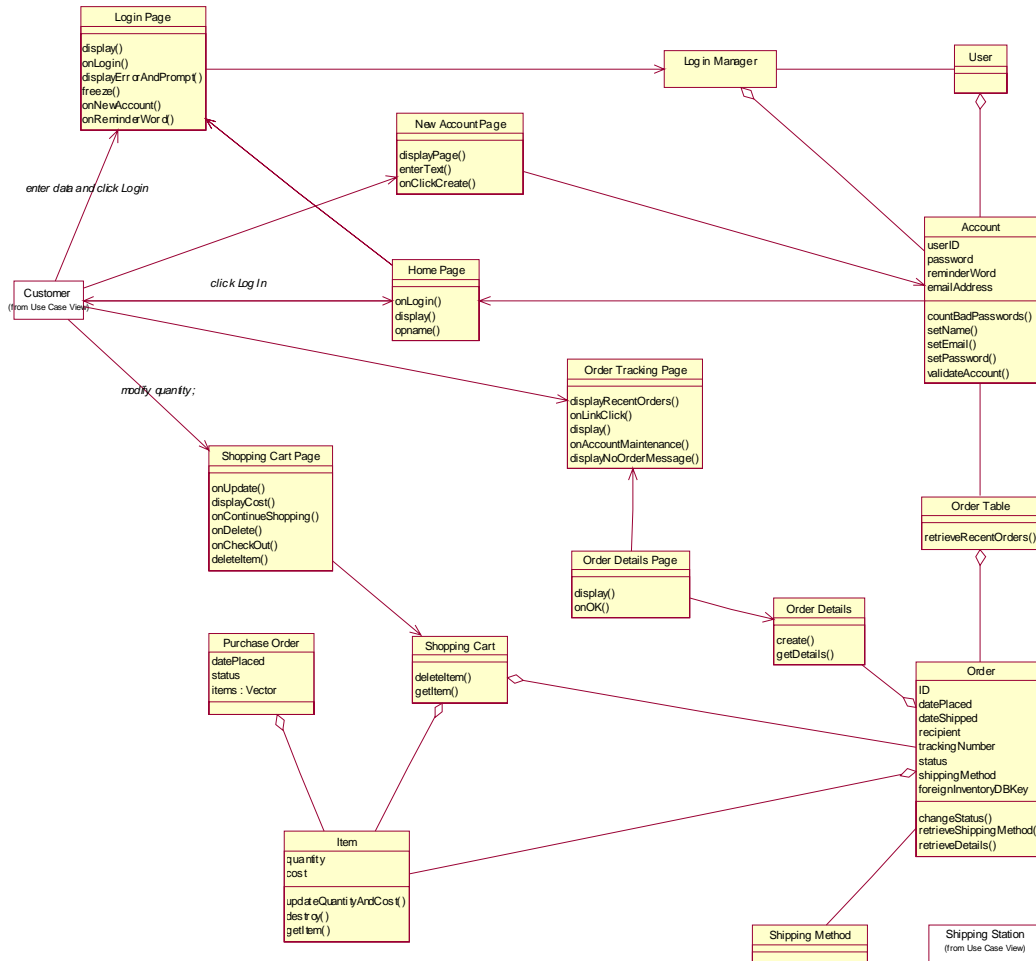 Login Page
display()
onLogin()
displayErrorAndPrompt()
freeze()
onNewAccount()
onReminderWord()
Login Manager
User
New AccountPage
displayPage()
enterText()
onClickCreate()
enter data and click Login
Account
userID
password
reminderWord
emailAddress
countBadPasswords()
setName()
setEmail()
setPassword()
validateAccount()
Customer
(from Use Case View)
click Log In
Home Page
onLogin()
display()
opname()
Order Tracking Page
displayRecentOrders()
onLinkClick()
display()
onAccountMaintenance()
displayNoOrderMessage()
modify quantity;
Shopping Cart Page
onUpdate()
displayCost()
onContinueShopping()
onDelete()
onCheckOut()
deleteItem()
Order Table
retrieveRecentOrders()
Order Details Page
display()
onOK()
Order Details
create()
getDetails()
Purchase Order
datePlaced
status
items : Vector
Shopping Cart
deleteItem()
getItem()
Order
ID
datePlaced
dateShipped
recipient
trackingNumber
status
shippingMethod
foreignInventoryDBKey
changeStatus()
retrieveShippingMethod(
retrieveDetails()
Item
quantity
cost
updateQuantityAndCost()
destroy()
getItem()
Shipping Method
Shipping Station
(from Use Case View)